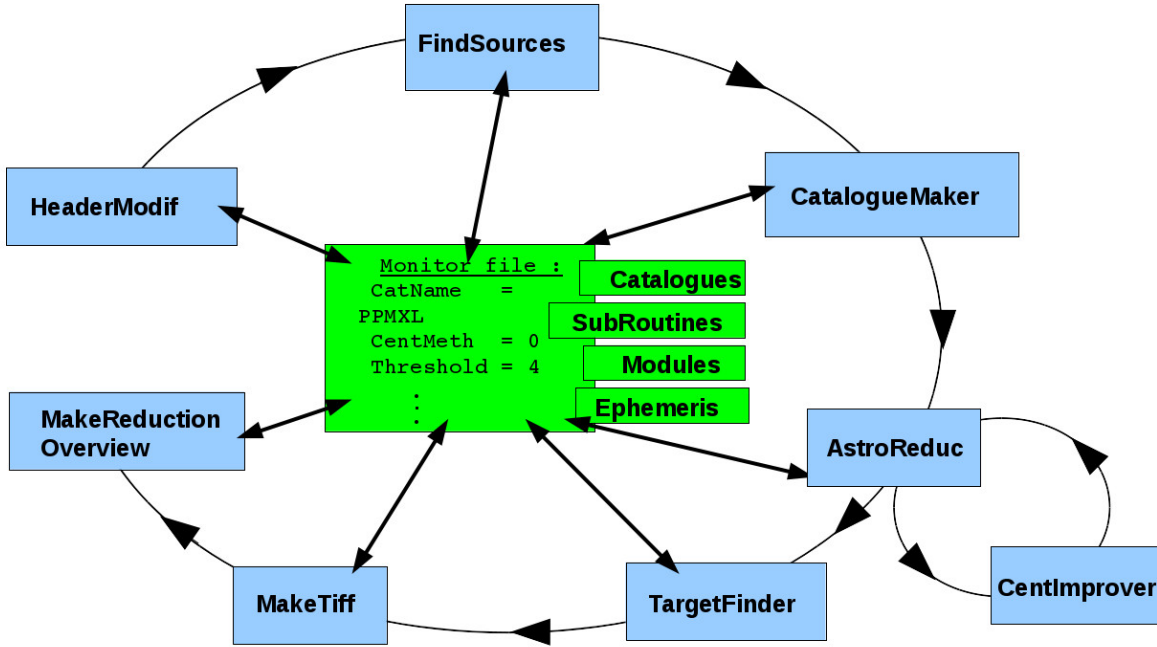 FindSources
HeaderModif
CatalogueMaker
Monitor file :
CatName =
PPMXL
CentMeth = 0
Threshold = 4
:
Catalogues
SubRoutines
Modules
Ephemeris
MakeReduction
Overview
AstroReduc
CentImprover
MakeTiff
TargetFinder